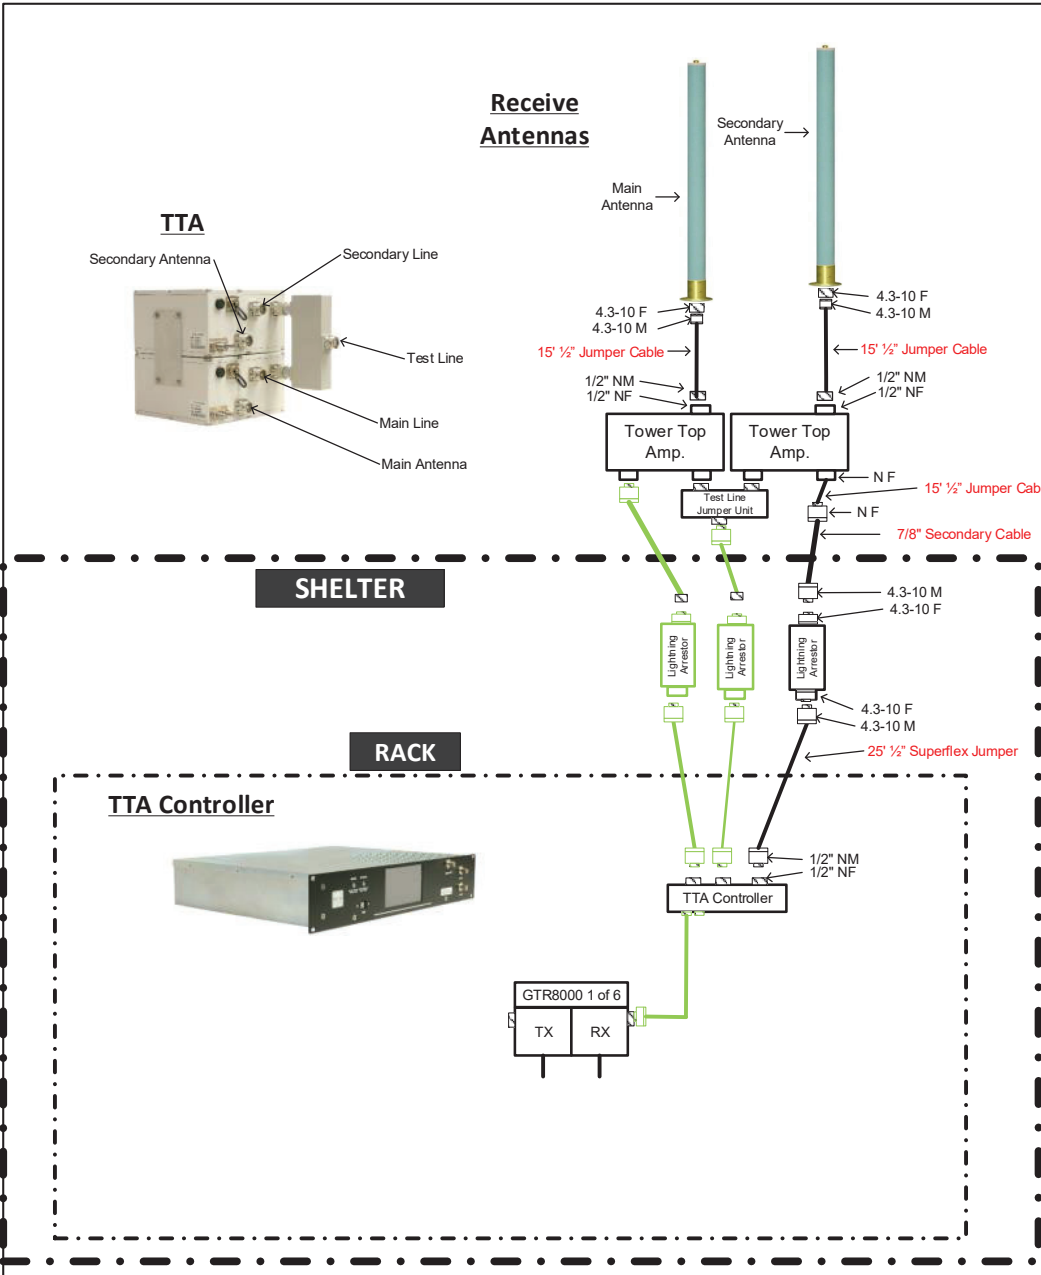 Receive
Antennas
Secondary
Antenna
Main
Antenna
TTA
Secondary Antenna
Secondary Line
Test Line
Main Line
Main Antenna
4.3-10 F
4.3-10 M
4.3-10 F
4.3-10 M
15' ½” Jumper Cable
15' ½” Jumper Cable
1/2" NM
1/2" NF
1/2" NM
1/2" NF
Tower Top
Amp.
Tower Top
Amp.
N F
15' ½” Jumper Cab
Test Line
Jumper Unit
N F
7/8" Secondary Cable
SHELTER
4.3-10 M
4.3-10 F
Lightning
Arrestor
Lightning
Arrestor
Lightning
Arrestor
4.3-10 F
4.3-10 M
25' ½” Superflex Jumper
RACK
TTA Controller
1/2" NM
1/2" NF
TTA Controller
GTR8000 1 of 6
TX
RX